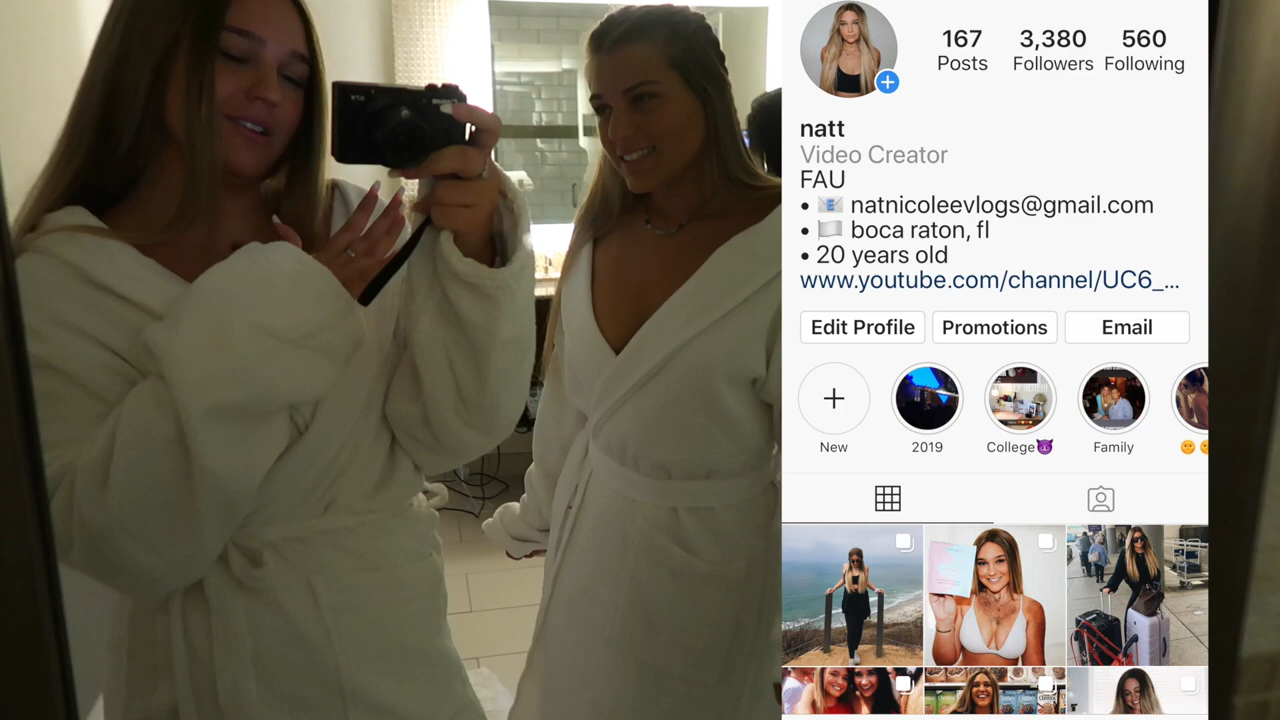 167 3,380 560
Posts Followers Following
natt
Video Creator
FAU
• 📧 natnicoleevlogs@gmail.com
• 🏳️ boca raton, fl
• 20 years old
www.youtube.com/channel/UC6_...
Edit Profile Promotions Email
New 2019 College😈 Family 🌞